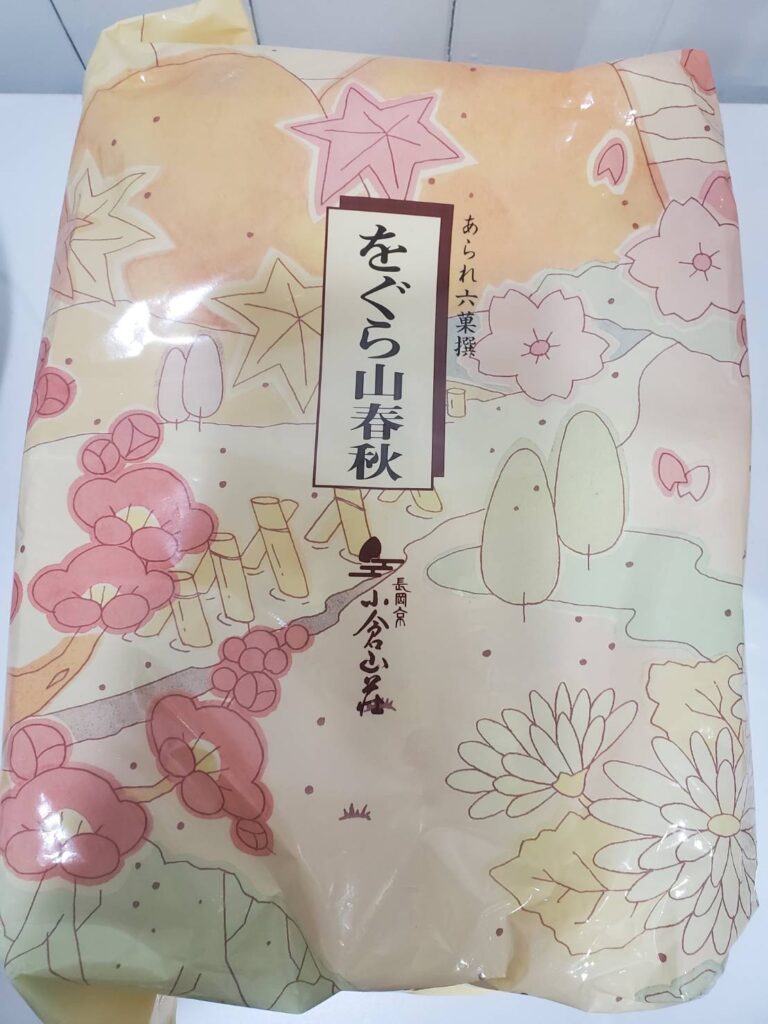 あられ六菓撰
をぐら山春秋
長岡京
小倉山荘